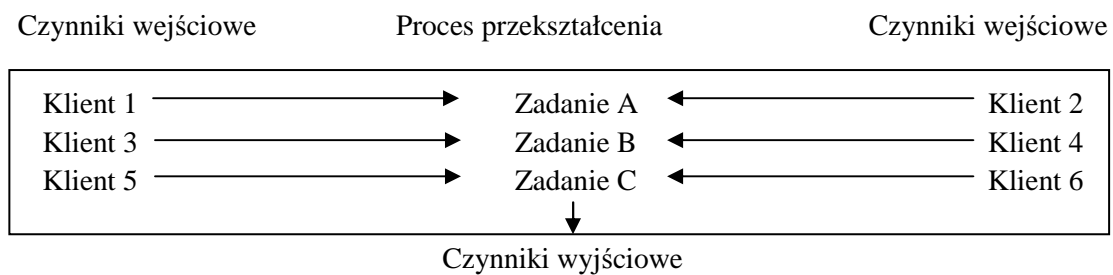 Czynniki wejściowe Proces przekształcenia Czynniki wejściowe
Klient 1 Zadanie A Klient 2
Klient 3 Zadanie B Klient 4
Klient 5 Zadanie C Klient 6
Czynniki wyjściowe